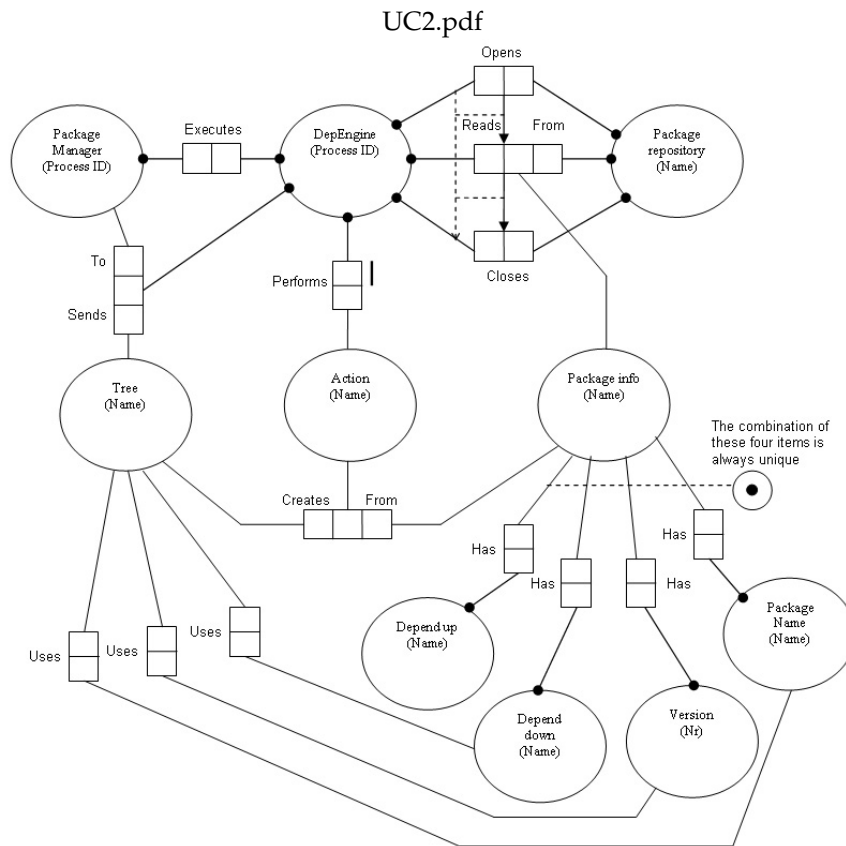 UC2.pdf
Opens
Package
Manager
(Process ID)
Executes
DepEngine
(Process ID)
Reads
From
Package
repository
(Name)
Closes
To
Sends
Performs
Tree
(Name)
Action
(Name)
Package info
(Name)
The combination of
these four items is
always unique
Creates
From
Has
Has
Has
Has
Uses
Uses
Uses
Depend up
(Name)
Depend
down
(Name)
Version
(Nr)
Package
Name
(Name)